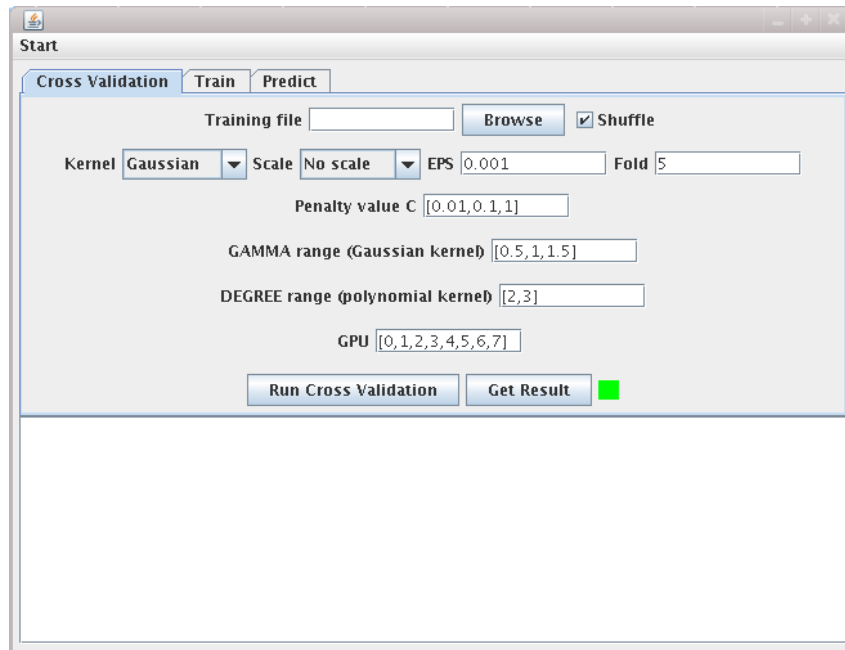 Start
Cross Validation Train Predict
Training file Browse Shuffle
Kernel Gaussian Scale No scale EPS 0.001 Fold 5
Penalty value C [0.01,0.1,1]
GAMMA range (Gaussian kernel) [0.5,1,1.5]
DEGREE range (polynomial kernel) [2,3]
GPU [0,1,2,3,4,5,6,7]
Run Cross Validation Get Result